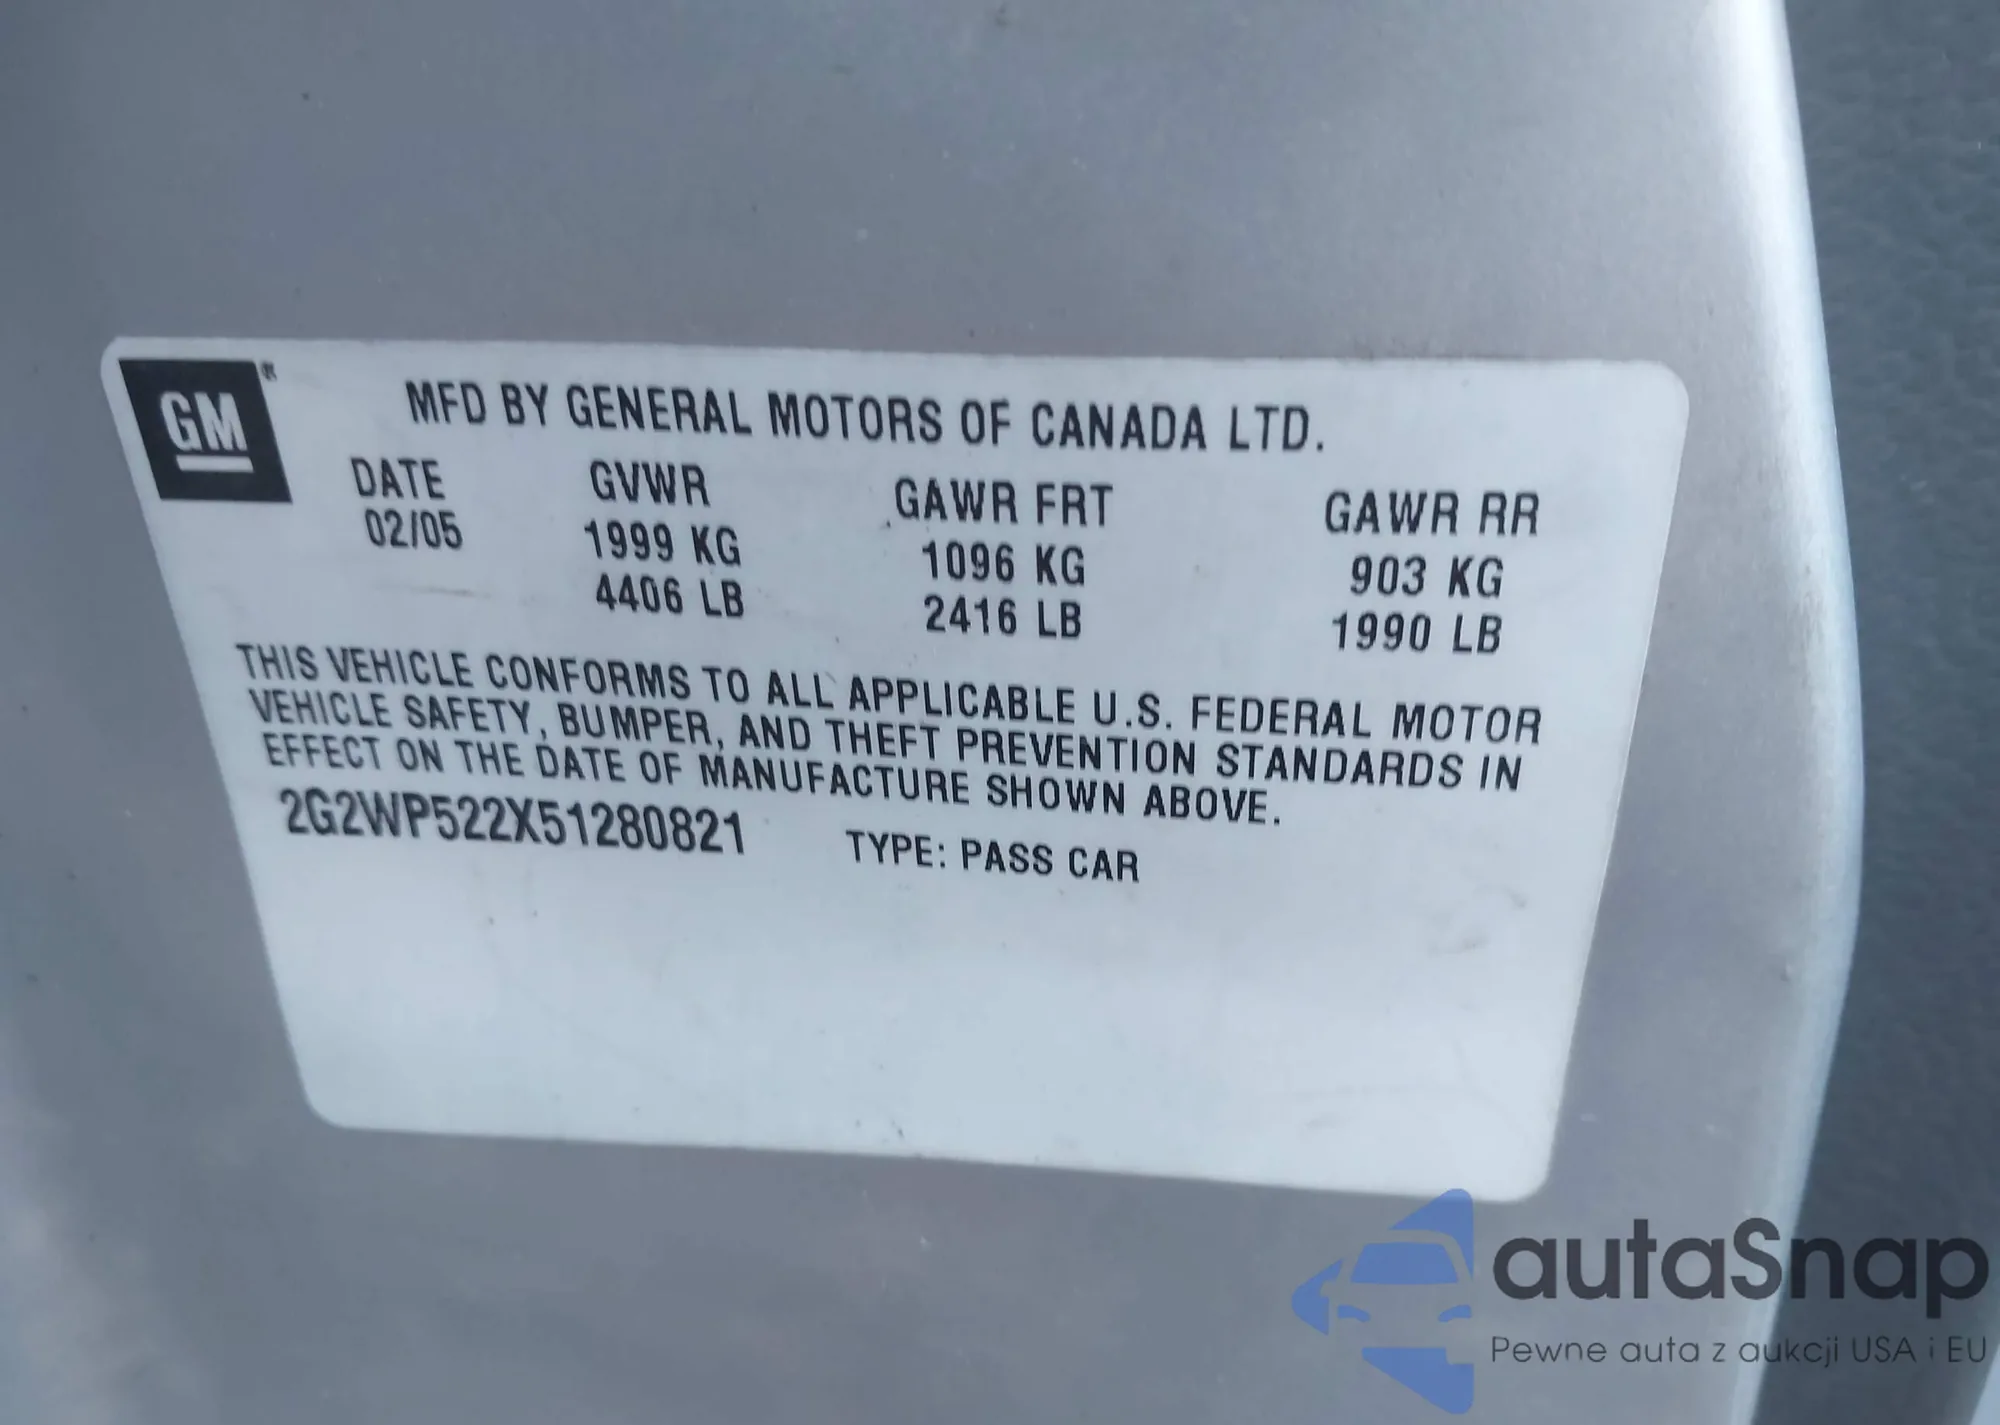 GM®
MFD BY GENERAL MOTORS OF CANADA LTD.
DATE GVWR GAWR FRT GAWR RR
02/05 1999 KG 1096 KG 903 KG
4406 LB 2416 LB 1990 LB
THIS VEHICLE CONFORMS TO ALL APPLICABLE U.S. FEDERAL MOTOR
VEHICLE SAFETY, BUMPER, AND THEFT PREVENTION STANDARDS IN
EFFECT ON THE DATE OF MANUFACTURE SHOWN ABOVE.
2G2WP522X51280821 TYPE: PASS CAR
autaSnap
Pewne auta z aukcji USA i EU